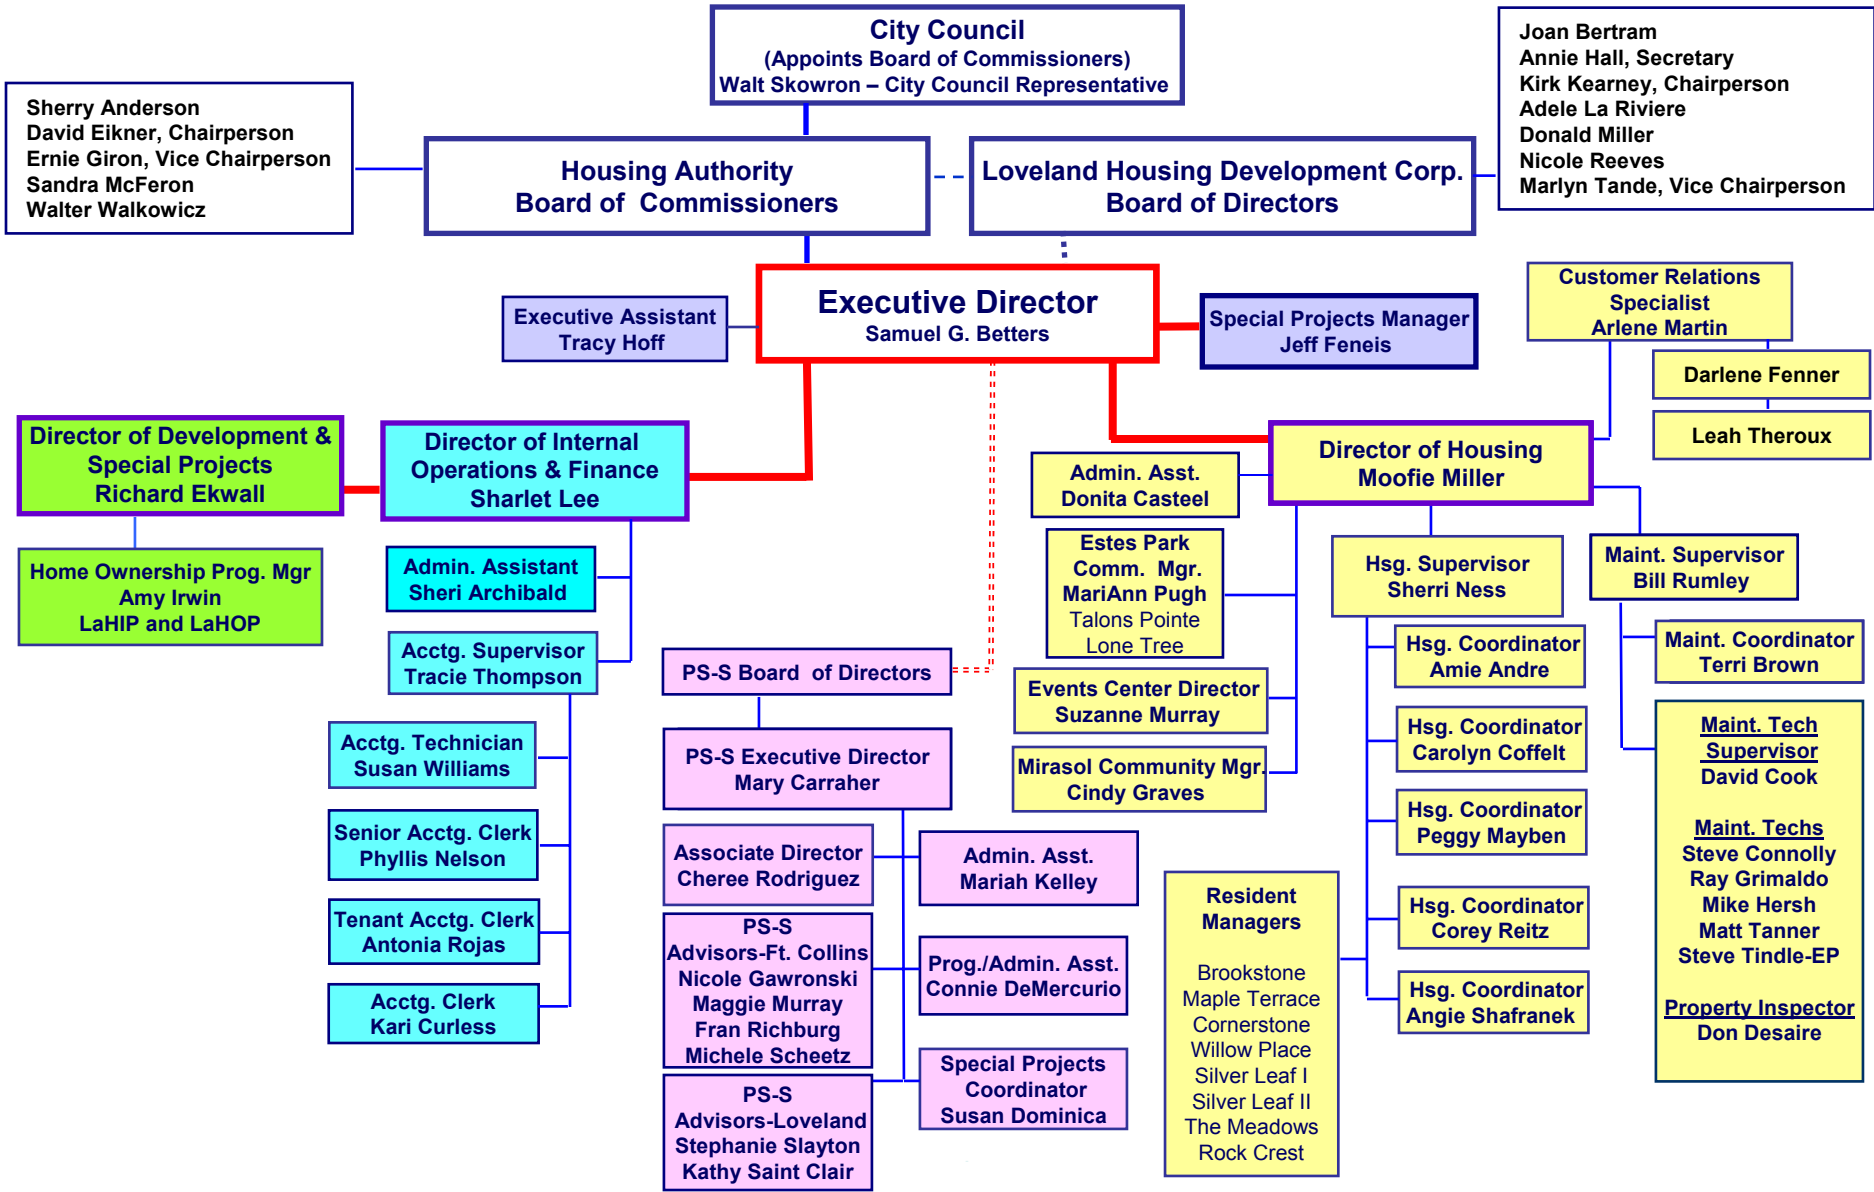 City Council
(Appoints Board of Commissioners)
Walt Skowron – City Council Representative
Joan Bertram
Annie Hall, Secretary
Kirk Kearney, Chairperson
Adele La Riviere
Donald Miller
Nicole Reeves
Marlyn Tande, Vice Chairperson
Sherry Anderson
David Eikner, Chairperson
Ernie Giron, Vice Chairperson
Sandra McFeron
Walter Walkowicz
Housing Authority
Board of Commissioners
Loveland Housing Development Corp.
Board of Directors
Executive Director
Samuel G. Betters
Executive Assistant
Tracy Hoff
Special Projects Manager
Jeff Feneis
Customer Relations
Specialist
Arlene Martin
Darlene Fenner
Leah Theroux
Director of Development &
Special Projects
Richard Ekwall
Director of Internal
Operations & Finance
Sharlet Lee
Director of Housing
Moofie Miller
Home Ownership Prog. Mgr
Amy Irwin
LaHIP and LaHOP
Admin. Assistant
Sheri Archibald
Acctg. Supervisor
Tracie Thompson
Acctg. Technician
Susan Williams
Senior Acctg. Clerk
Phyllis Nelson
Tenant Acctg. Clerk
Antonia Rojas
Acctg. Clerk
Kari Curless
PS-S Board of Directors
PS-S Executive Director
Mary Carraher
Associate Director
Cheree Rodriguez
Admin. Asst.
Mariah Kelley
PS-S
Advisors-Ft. Collins
Nicole Gawronski
Maggie Murray
Fran Richburg
Michele Scheetz
Prog./Admin. Asst.
Connie DeMercurio
PS-S
Advisors-Loveland
Stephanie Slayton
Kathy Saint Clair
Special Projects
Coordinator
Susan Dominica
Admin. Asst.
Donita Casteel
Estes Park
Comm. Mgr.
MariAnn Pugh
Talons Pointe
Lone Tree
Events Center Director
Suzanne Murray
Mirasol Community Mgr.
Cindy Graves
Hsg. Supervisor
Sherri Ness
Hsg. Coordinator
Amie Andre
Hsg. Coordinator
Carolyn Coffelt
Hsg. Coordinator
Peggy Mayben
Hsg. Coordinator
Corey Reitz
Hsg. Coordinator
Angie Shafranek
Resident
Managers
Brookstone
Maple Terrace
Cornerstone
Willow Place
Silver Leaf I
Silver Leaf II
The Meadows
Rock Crest
Maint. Supervisor
Bill Rumley
Maint. Coordinator
Terri Brown
Maint. Tech
Supervisor
David Cook
Maint. Techs
Steve Connolly
Ray Grimaldo
Mike Hersh
Matt Tanner
Steve Tindle-EP
Property Inspector
Don Desaire